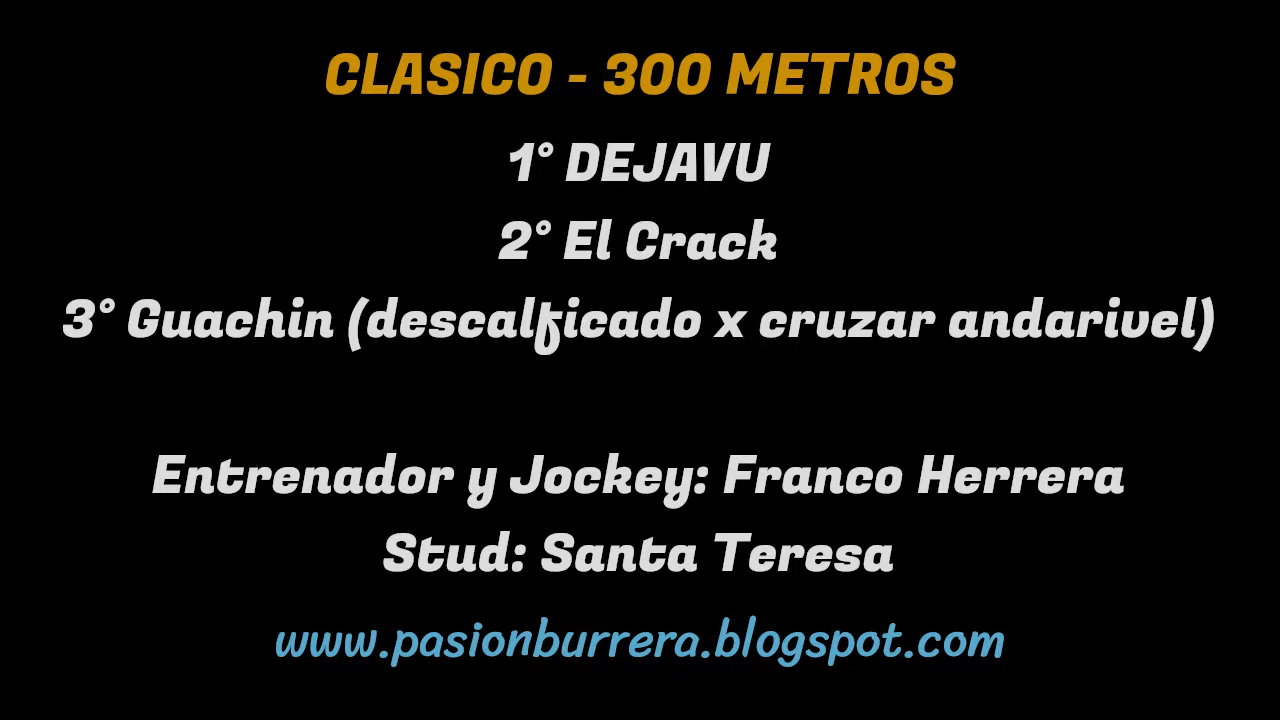 CLASICO - 300 METROS
1° DEJAVU
2° El Crack
3° Guachin (descalficado x cruzar andarivel)
Entrenador y Jockey: Franco Herrera
Stud: Santa Teresa
www.pasionburrera.blogspot.com